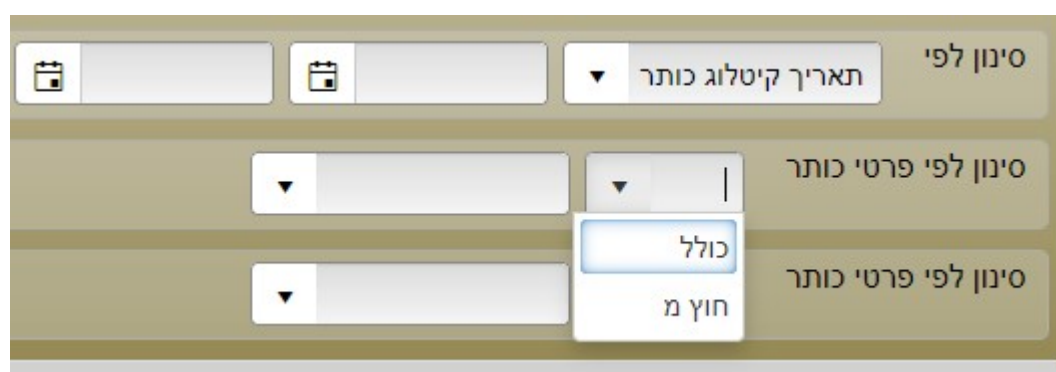 סינון לפי
תאריך קיטלוג כותר
סינון לפי פרטי כותר
כולל
חוץ מ
סינון לפי פרטי כותר